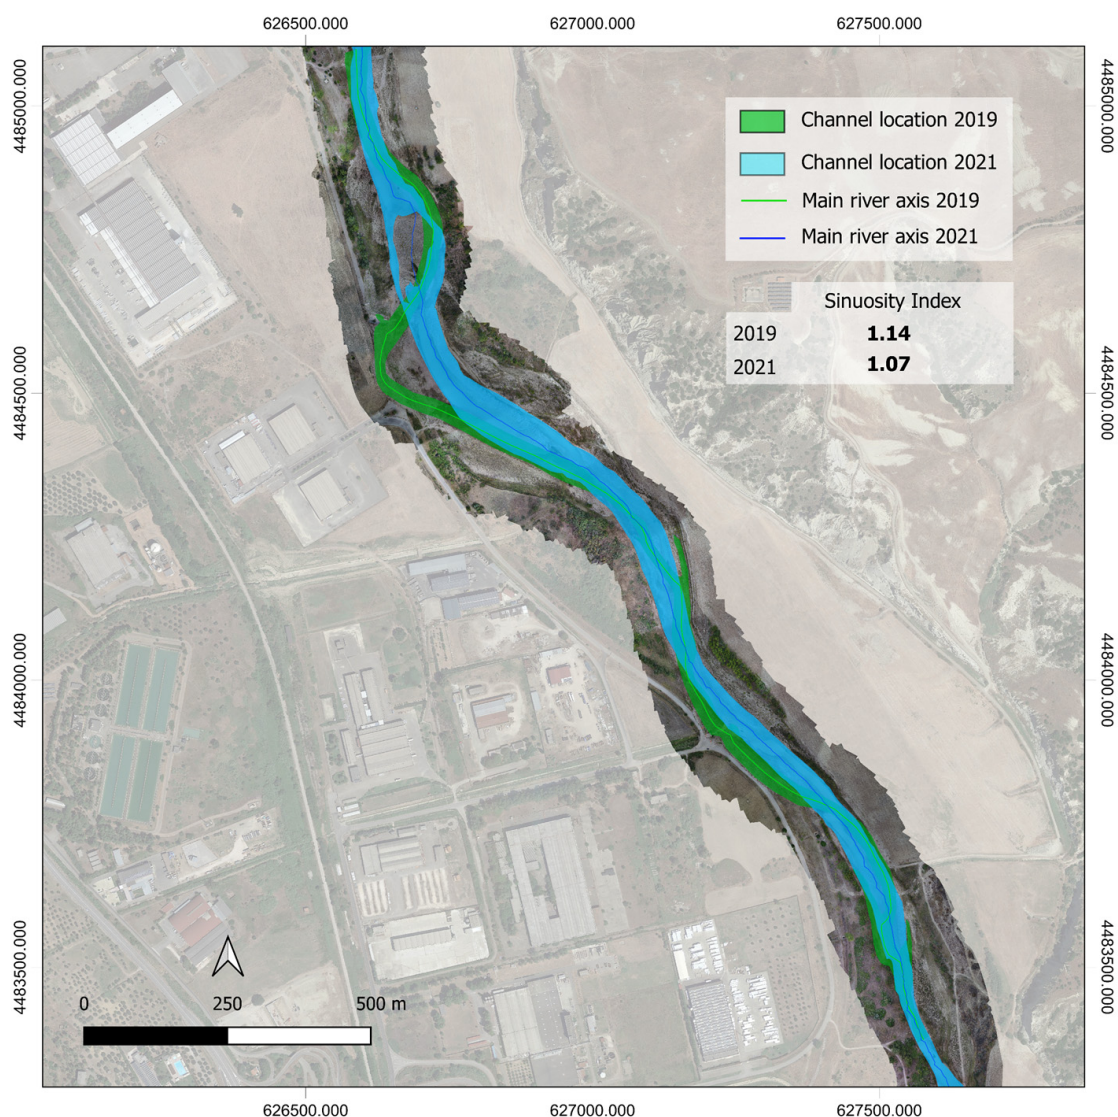 626500.000 627000.000 627500.000
4485000.000
4484500.000
4484000.000
4483500.000
Channel location 2019
Channel location 2021
Main river axis 2019
Main river axis 2021
Sinuosity Index
2019 1.14
2021 1.07
4485000.000
4484500.000
4484000.000
4483500.000
0 250 500 m
626500.000 627000.000 627500.000